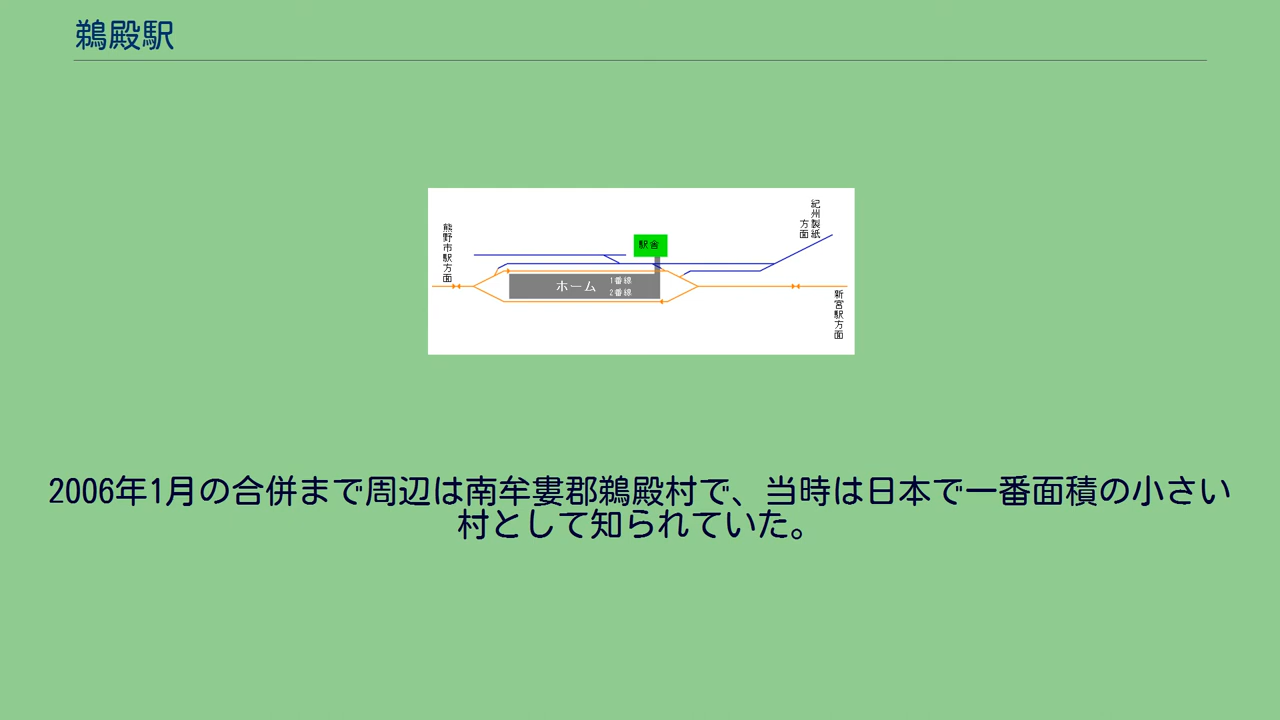 鵜殿駅
熊野市駅方面
駅舎
紀州製紙
方面
ホーム
1番線
2番線
新宮駅方面
2006年1月の合併まで周辺は南牟婁郡鵜殿村で、当時は日本で一番面積の小さい
村として知られていた。